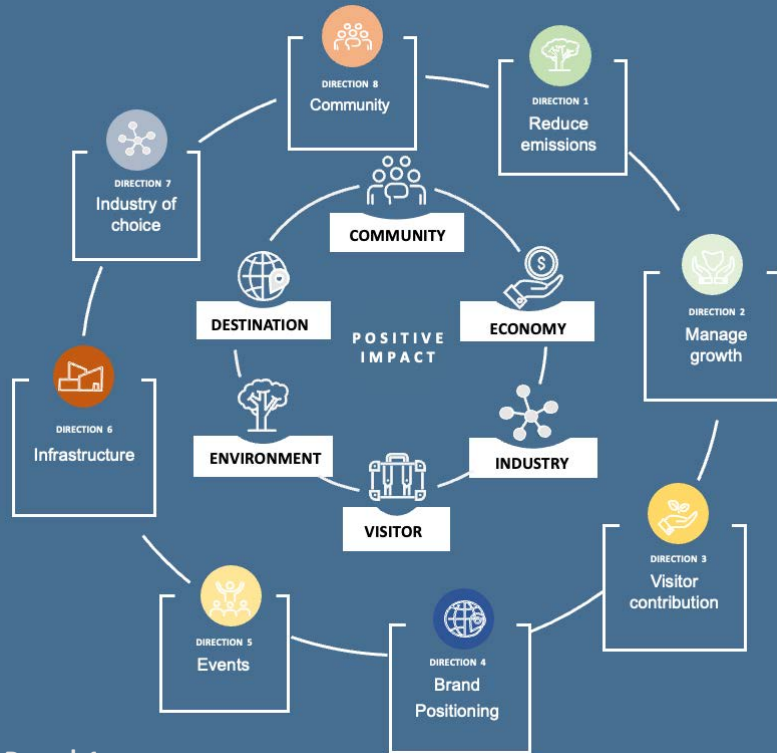 DIRECTION 8
Community
DIRECTION 1
Reduce
emissions
DIRECTION 2
Manage
growth
DIRECTION 3
Visitor
contribution
DIRECTION 4
Brand
Positioning
DIRECTION 5
Events
DIRECTION 6
Infrastructure
DIRECTION 7
Industry of
choice
COMMUNITY
ECONOMY
INDUSTRY
VISITOR
ENVIRONMENT
DESTINATION
POSITIVE
IMPACT